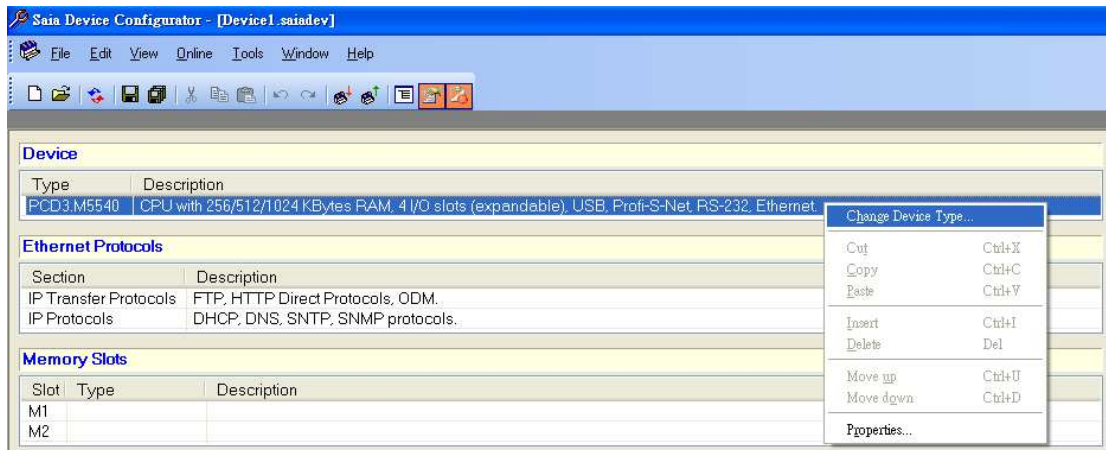 Saia Device Configurator - [Device1.saiadev]
File Edit View Online Tools Window Help
Device
Type Description
PCD3.M5540 CPU with 256/512/1024 KBytes RAM, 4 I/O slots (expandable), USB, Profi-S-Net, RS-232, Ethernet.
Ethernet Protocols
Section Description
IP Transfer Protocols FTP, HTTP Direct Protocols, ODM.
IP Protocols DHCP, DNS, SNTP, SNMP protocols.
Memory Slots
Slot Type Description
M1
M2
Change Device Type...
Cut Ctrl+X
Copy Ctrl+C
Paste Ctrl+V
Insert Ctrl+I
Delete Del
Move up Ctrl+U
Move down Ctrl+D
Properties...